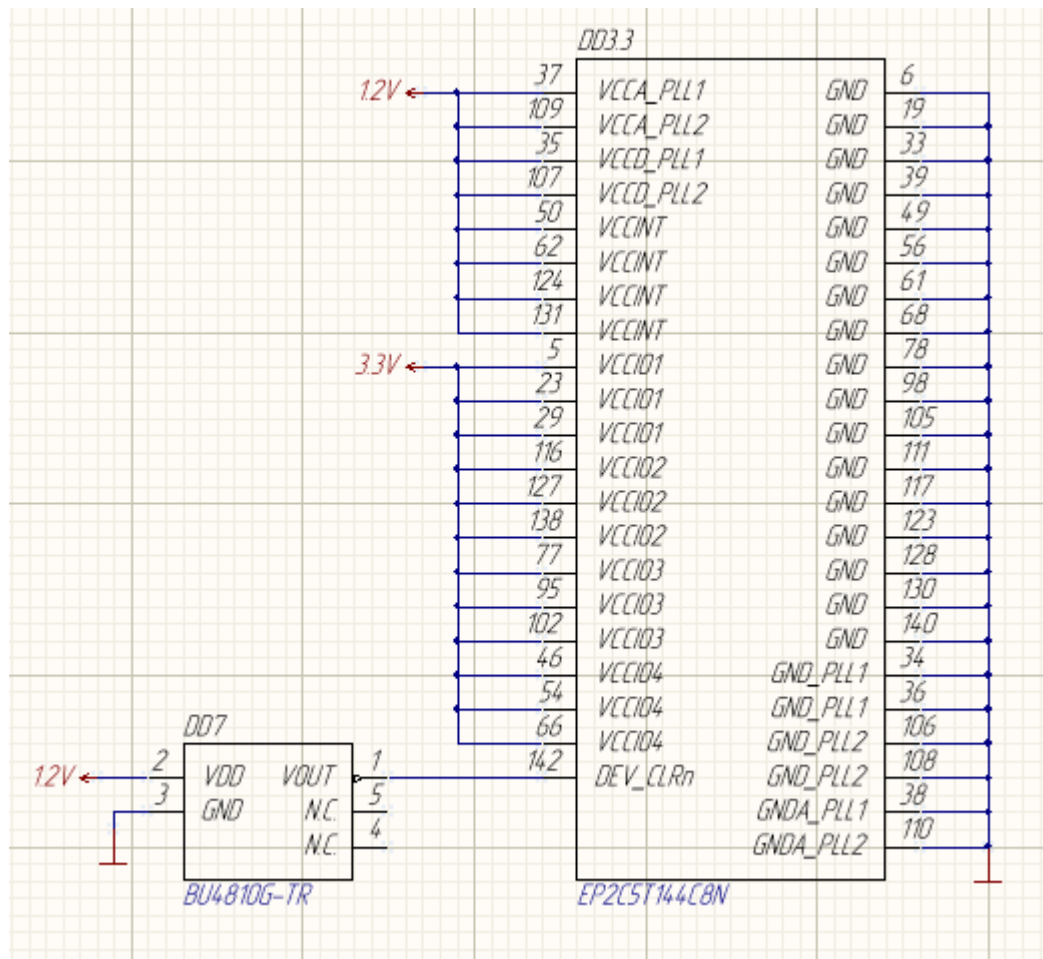 DD3.3
1.2V 37 VCCA_PLL1 GND 6
109 VCCA_PLL2 GND 19
35 VCCD_PLL1 GND 33
107 VCCD_PLL2 GND 39
50 VCCINT GND 49
62 VCCINT GND 56
124 VCCINT GND 61
131 VCCINT GND 68
3.3V 5 VCCIO1 GND 78
23 VCCIO1 GND 98
29 VCCIO1 GND 105
116 VCCIO2 GND 111
127 VCCIO2 GND 117
138 VCCIO2 GND 123
77 VCCIO3 GND 128
95 VCCIO3 GND 130
102 VCCIO3 GND 140
46 VCCIO4 GND_PLL1 34
54 VCCIO4 GND_PLL1 36
66 VCCIO4 GND_PLL2 106
142 DEV_CLRn GND_PLL2 108
GNDA_PLL1 38
GNDA_PLL2 110
EP2C5T144C8N
DD7
1.2V 2 VDD VOUT 1
3 GND N.C. 5
N.C. 4
BU4810G-TR